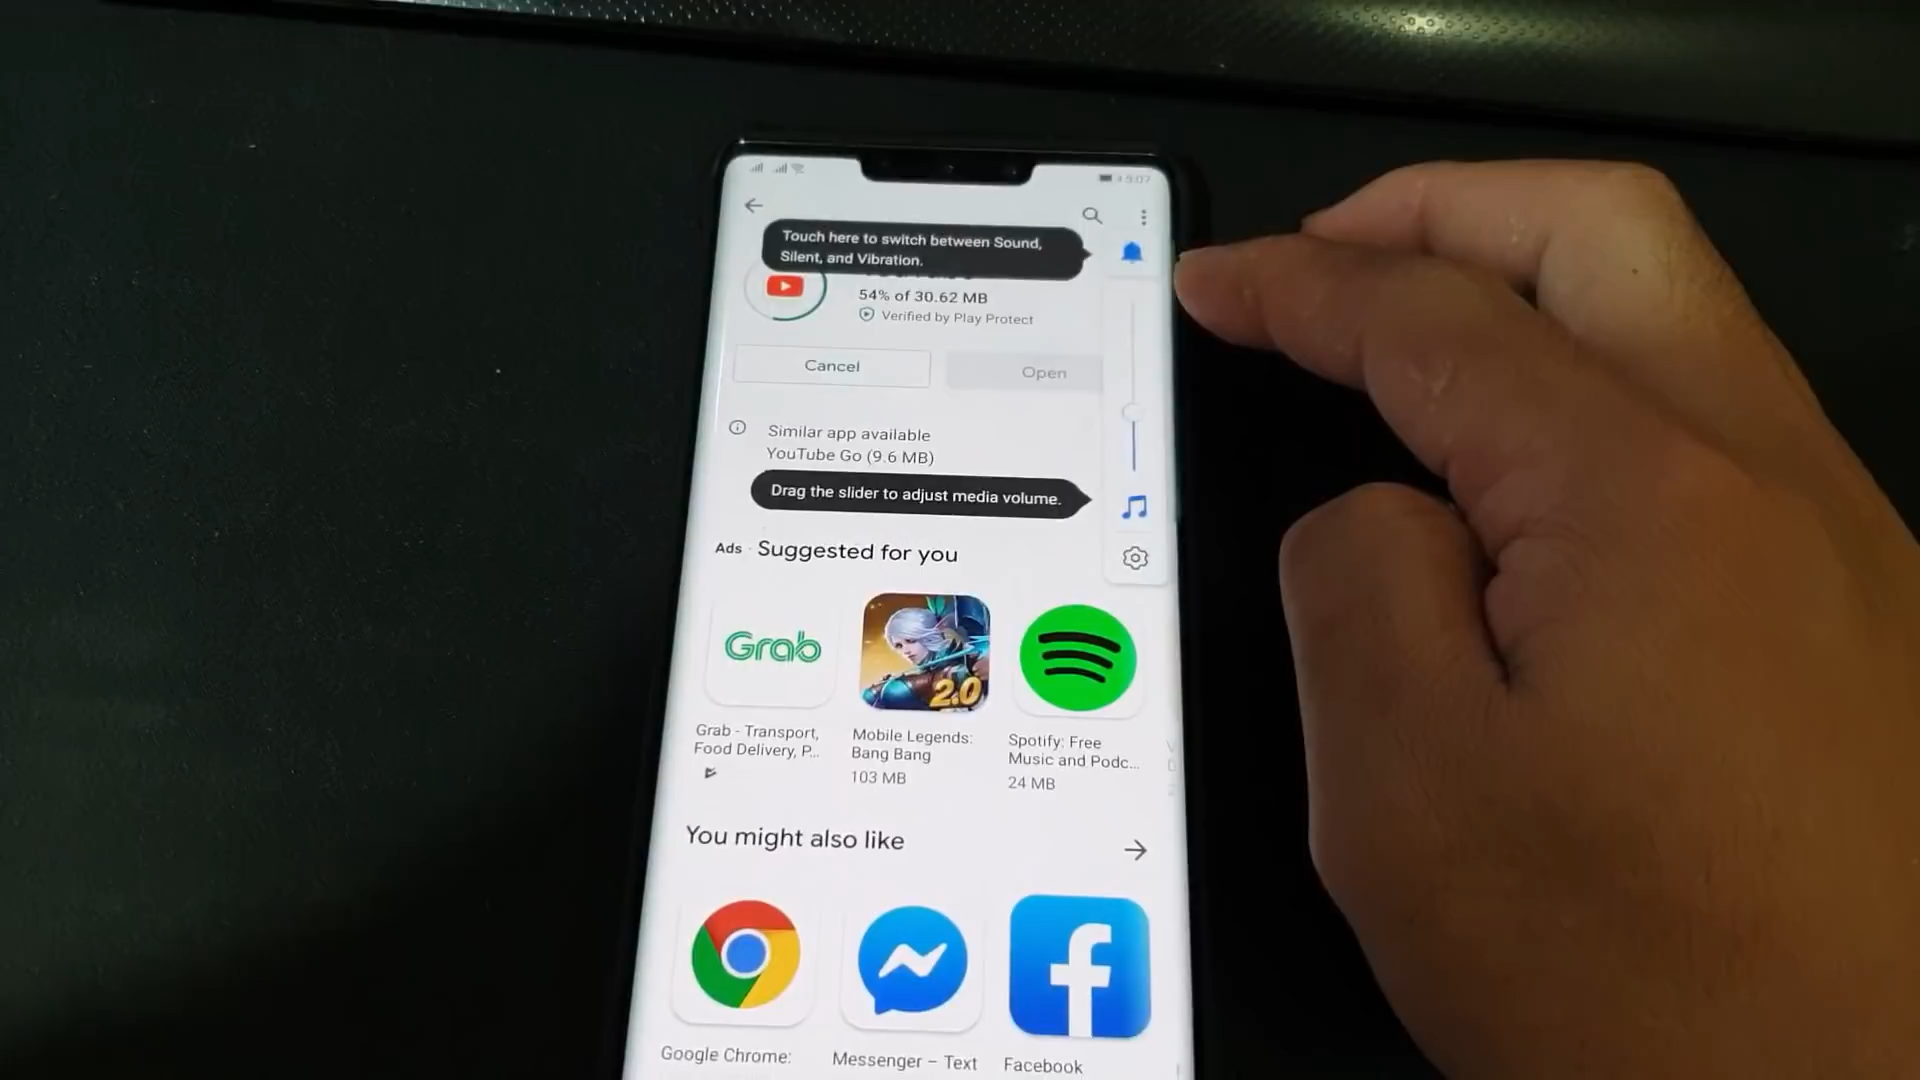 5:07
Touch here to switch between Sound,
Silent, and Vibration.
54% of 30.62 MB
Verified by Play Protect
Cancel
Open
Similar app available
YouTube Go (9.6 MB)
Drag the slider to adjust media volume.
Ads · Suggested for you
Grab
2.0
Grab - Transport,
Food Delivery, P...
Mobile Legends:
Bang Bang
103 MB
Spotify: Free
Music and Podc...
24 MB
You might also like
Google Chrome:
Messenger – Text
Facebook